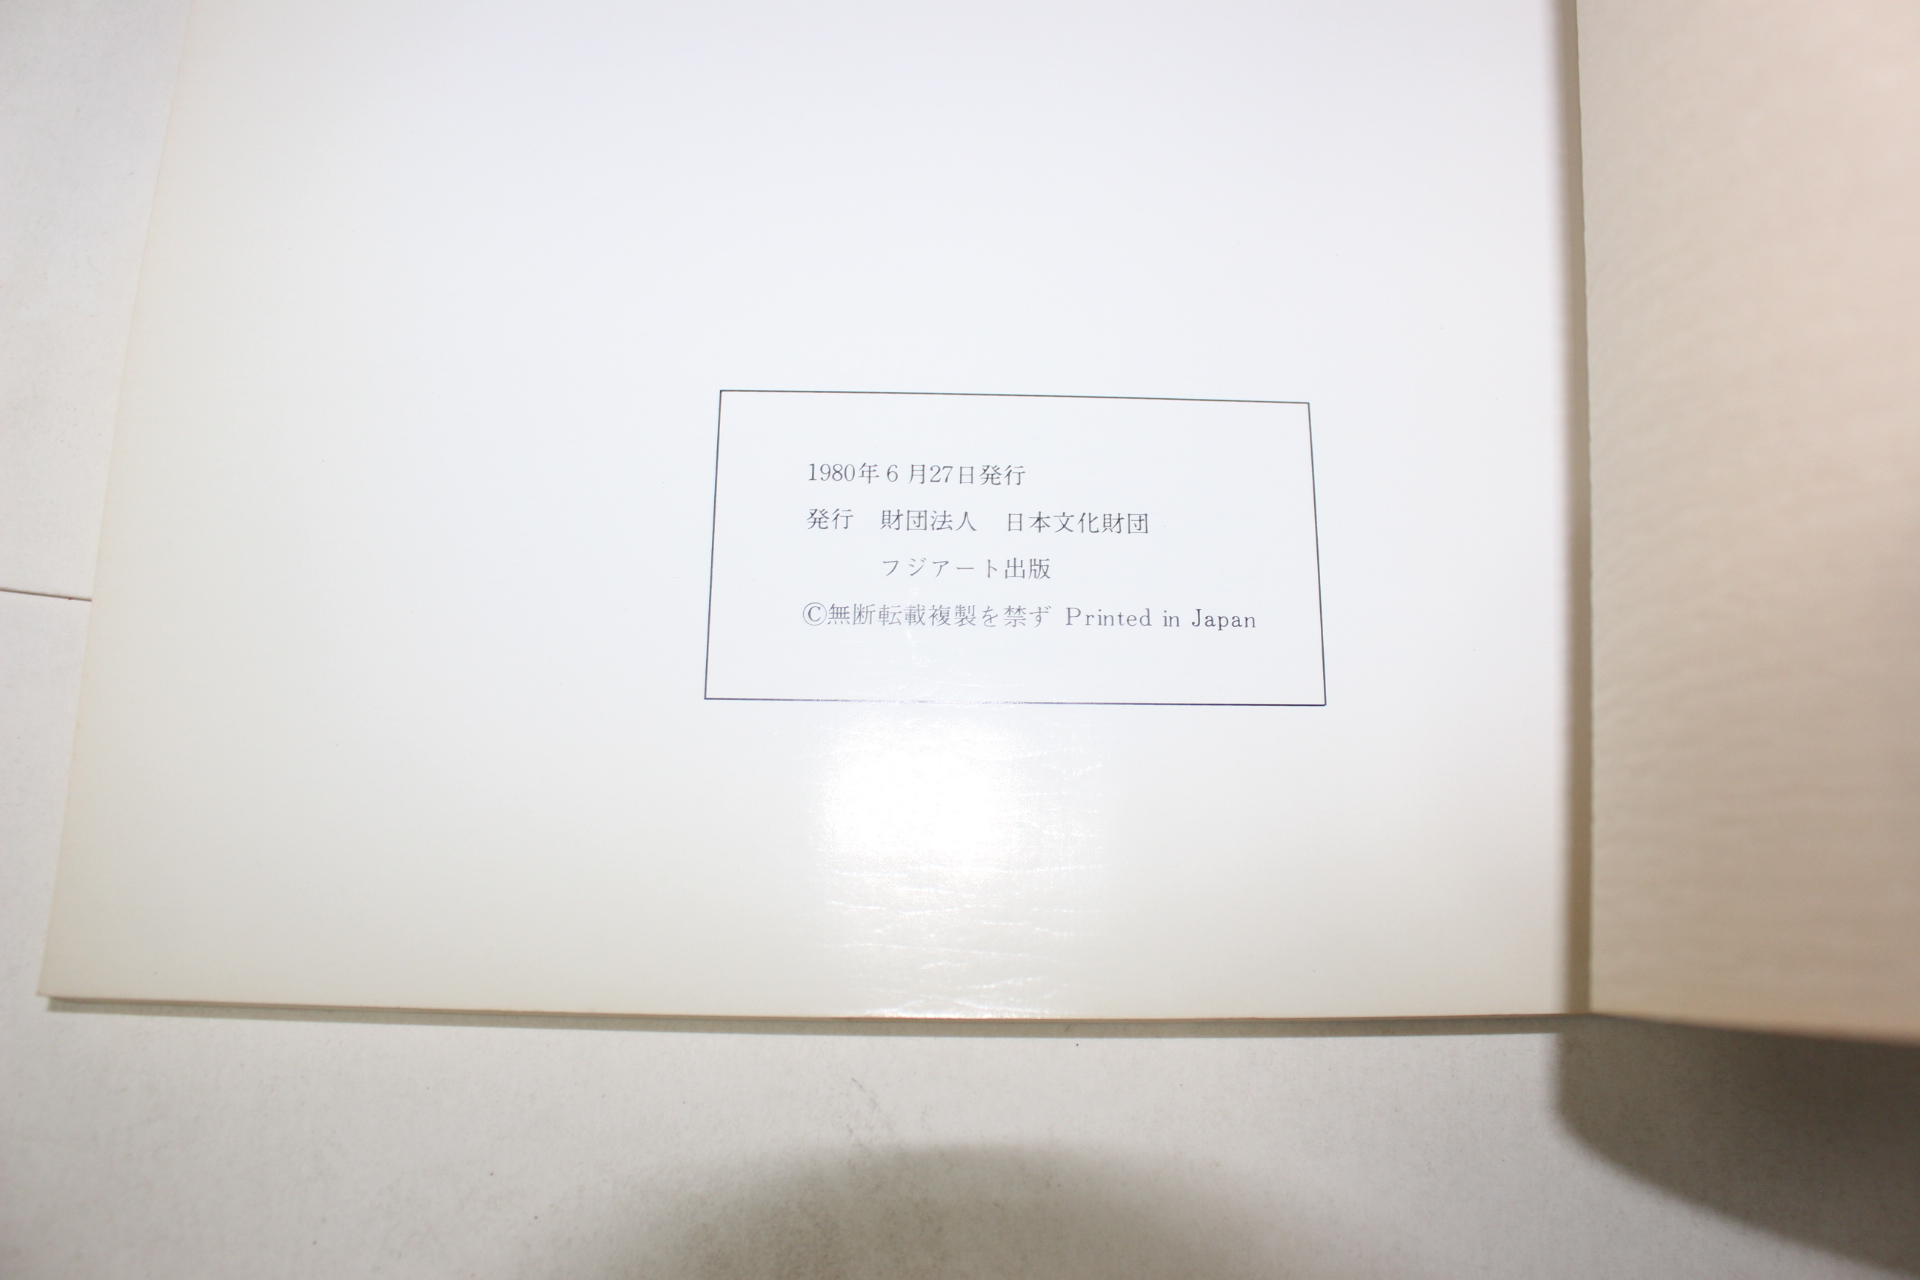 1980年6月27日発行
発行　財団法人　日本文化財団
フジアート出版
©無断転載複製を禁ず Printed in Japan